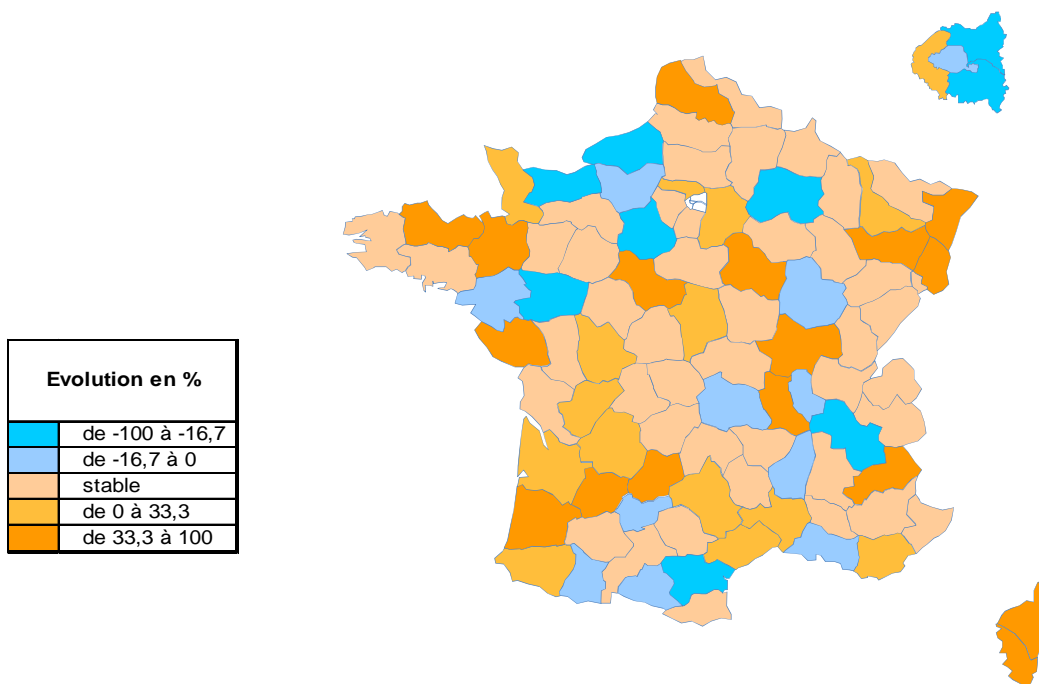 Evolution en %
de -100 à -16,7
de -16,7 à 0
stable
de 0 à 33,3
de 33,3 à 100